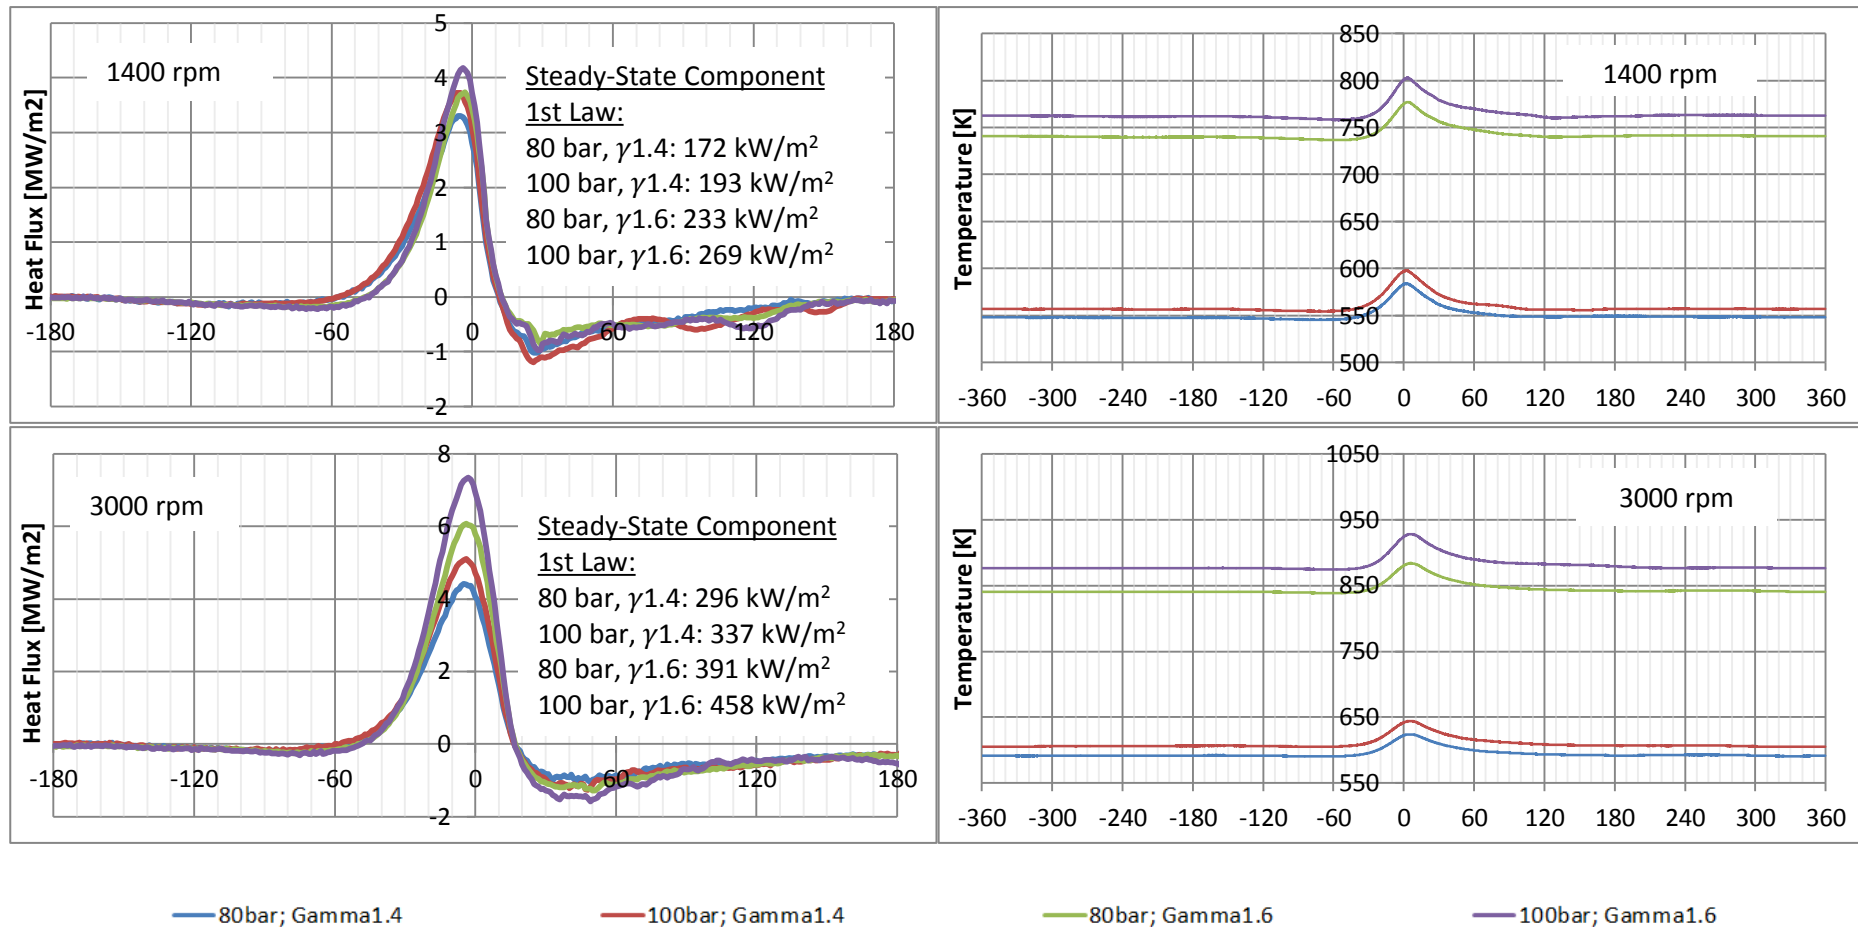 5
4
3
2
1
0
-1
-2
Heat Flux [MW/m2]
1400 rpm
Steady-State Component
1st Law:
80 bar, γ1.4: 172 kW/m²
100 bar, γ1.4: 193 kW/m²
80 bar, γ1.6: 233 kW/m²
100 bar, γ1.6: 269 kW/m²
-180 -120 -60 0 60 120 180
850
800
750
700
650
600
550
500
Temperature [K]
1400 rpm
-360 -300 -240 -180 -120 -60 0 60 120 180 240 300 360
8
6
4
2
0
-2
Heat Flux [MW/m2]
3000 rpm
Steady-State Component
1st Law:
80 bar, γ1.4: 296 kW/m²
100 bar, γ1.4: 337 kW/m²
80 bar, γ1.6: 391 kW/m²
100 bar, γ1.6: 458 kW/m²
-180 -120 -60 0 60 120 180
1050
950
850
750
650
550
Temperature [K]
3000 rpm
-360 -300 -240 -180 -120 -60 0 60 120 180 240 300 360
80bar; Gamma1.4 100bar; Gamma1.4 80bar; Gamma1.6 100bar; Gamma1.6